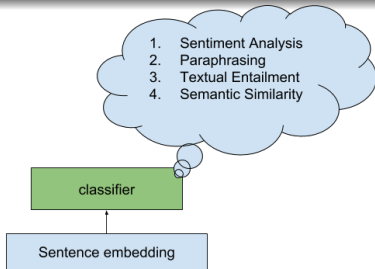 1. Sentiment Analysis
2. Paraphrasing
3. Textual Entailment
4. Semantic Similarity
classifier
Sentence embedding